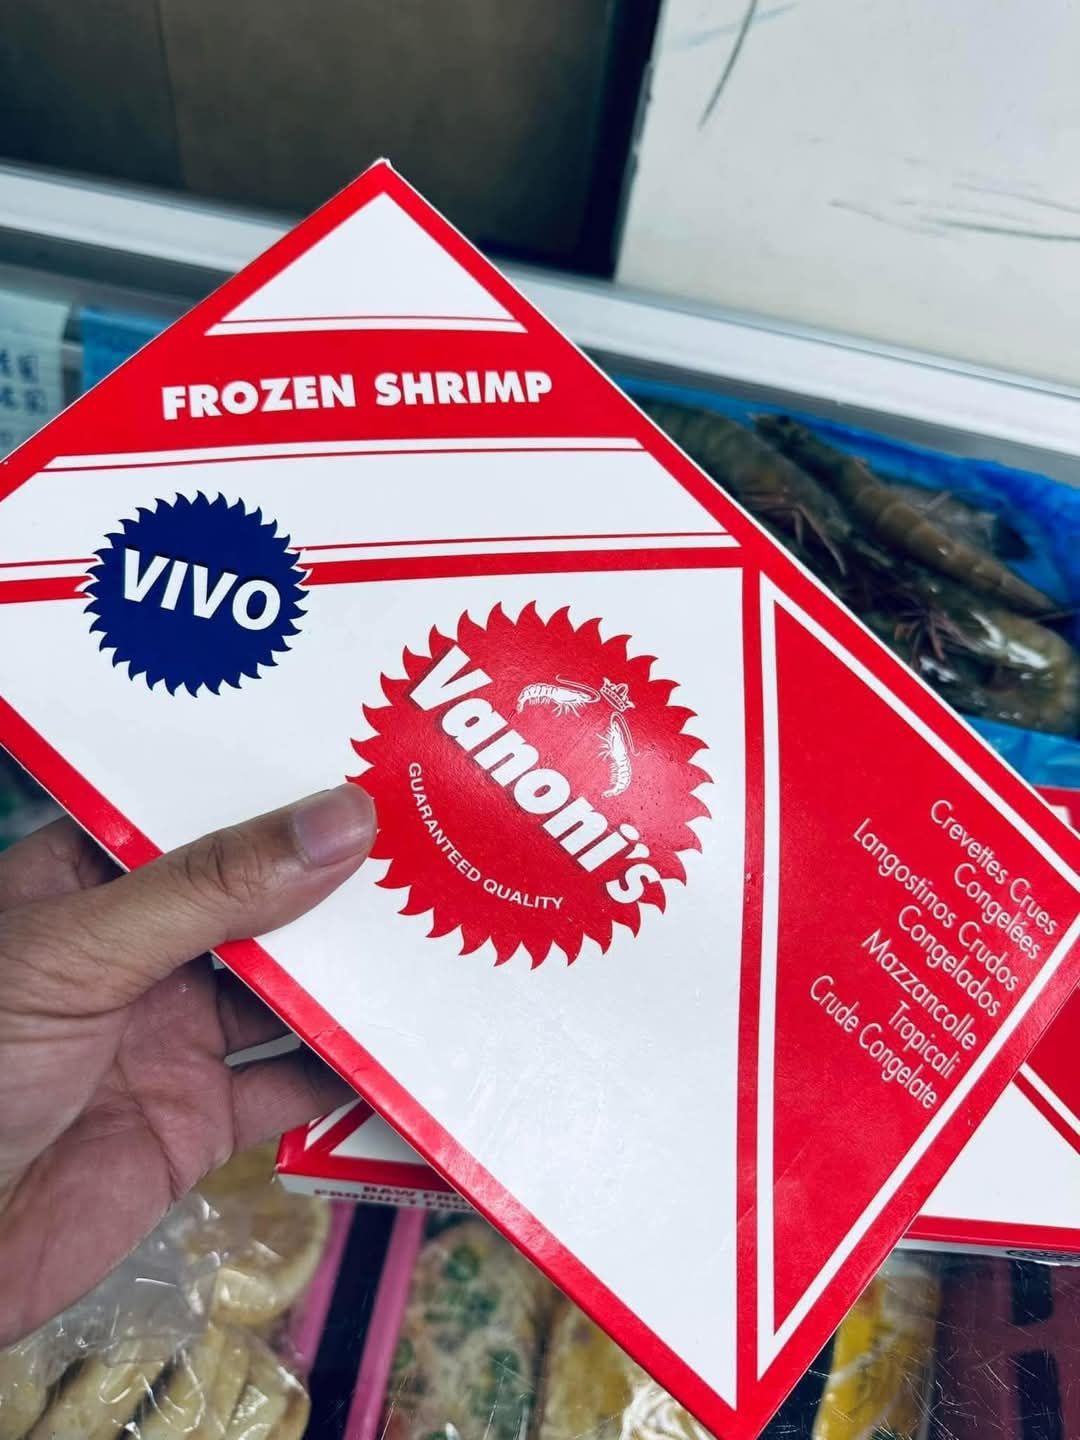 FROZEN SHRIMP
VIVO
Vanoni's
GUARANTEED QUALITY
Crevettes Crues
Congelées
Langostinos Crudos
Congelados
Mazzancolle
Tropicali
Crude Congelate